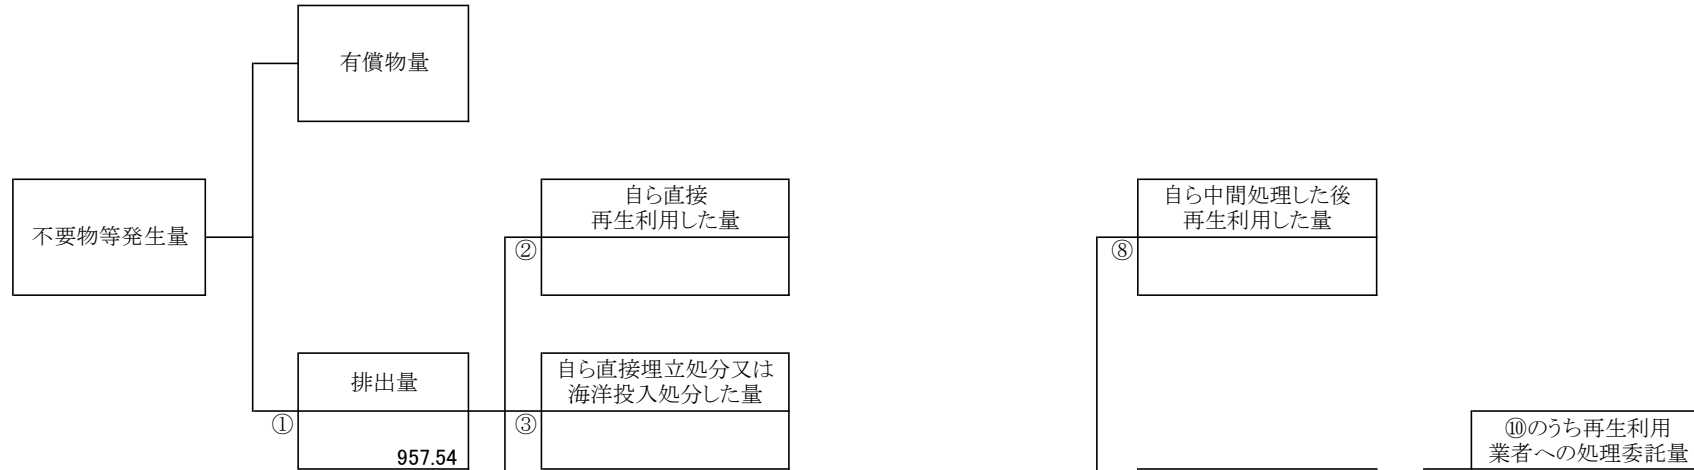 有償物量
不要物等発生量
自ら直接
再生利用した量
②
自ら中間処理した後
再生利用した量
⑧
排出量
①
957.54
自ら直接埋立処分又は
海洋投入処分した量
③
⑩のうち再生利用
業者への処理委託量